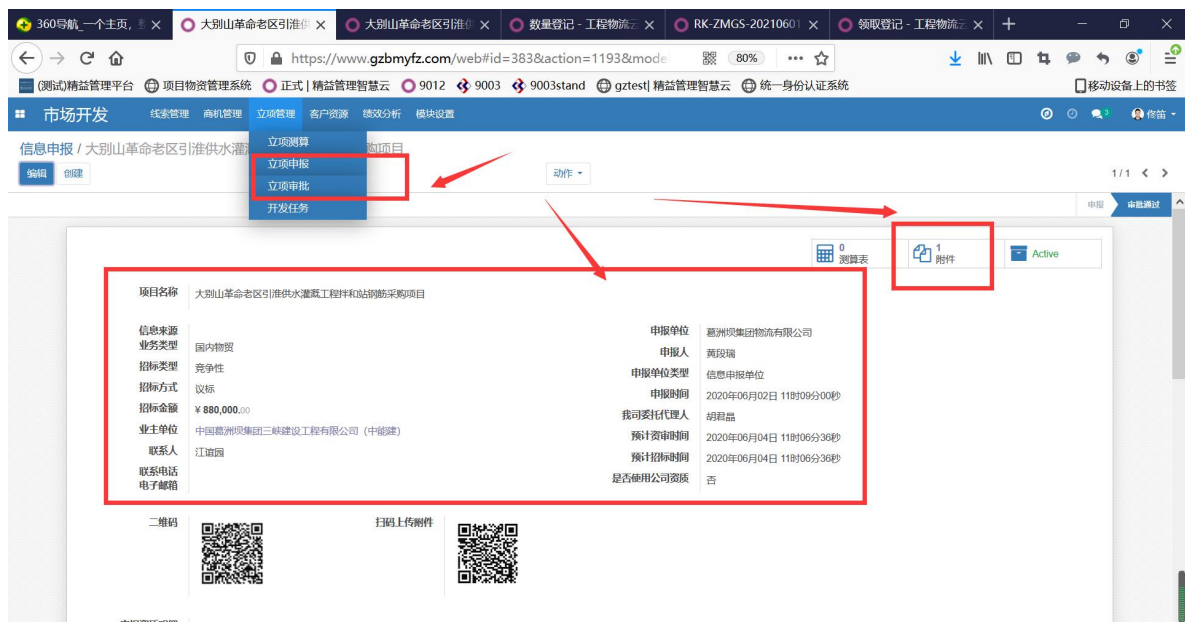 360导航_一个主页,
大别山革命老区引淮供
大别山革命老区引淮供
数量登记 - 工程物流云
RK-ZMGS-20210601
领取登记 - 工程物流云
https://www.gzbmyfz.com/web#id=383&action=1193&mode
80%
(测试)精益管理平台 项目物资管理系统 正式 | 精益管理智慧云 9012 9003 9003stand gztest| 精益管理智慧云 统一身份认证系统 移动设备上的书签
市场开发 线索管理 商机管理 立项管理 客户资源 绩效分析 模块设置
3
立项测算
信息申报 / 大别山革命老区引淮供水灌 购项目
立项申报
编辑 创建 动作 1/1
立项审批
开发任务
申报 审批通过
0 测算表
1 附件
Active
项目名称 大别山革命老区引淮供水灌溉工程拌和站钢筋采购项目
信息来源 申报单位 葛洲坝集团物流有限公司
业务类型 国内物贸 申报人 黄段瑞
招标类型 竞争性 申报单位类型 信息申报单位
招标方式 议标 申报时间 2020年06月02日 11时09分00秒
招标金额 ¥ 880,000.00 我司委托代理人 胡君晶
业主单位 中国葛洲坝集团三峡建设工程有限公司(中能建) 预计资审时间 2020年06月04日 11时06分36秒
联系人 江谊园 预计招标时间 2020年06月04日 11时06分36秒
联系电话
电子邮箱 是否使用公司资质 否
二维码 扫码上传附件